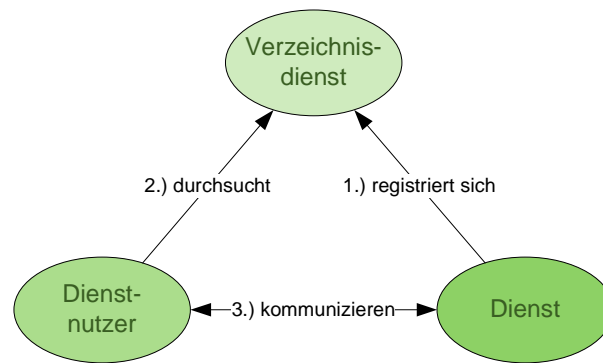 Verzeichnis-
dienst
2.) durchsucht
1.) registriert sich
Dienst-
nutzer
3.) kommunizieren
Dienst